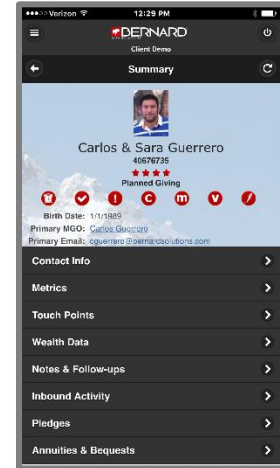 Verizon 12:29 PM
BERNARD
Client Demo
Summary
Carlos & Sara Guerrero
40676735
Planned Giving
C m v
Birth Date: 1/1/1989
Primary MGO: Carlos Guerrero
Primary Email: cguerrero@bernardsolutions.com
Contact Info
Metrics
Touch Points
Wealth Data
Notes & Follow-ups
Inbound Activity
Pledges
Annuities & Bequests